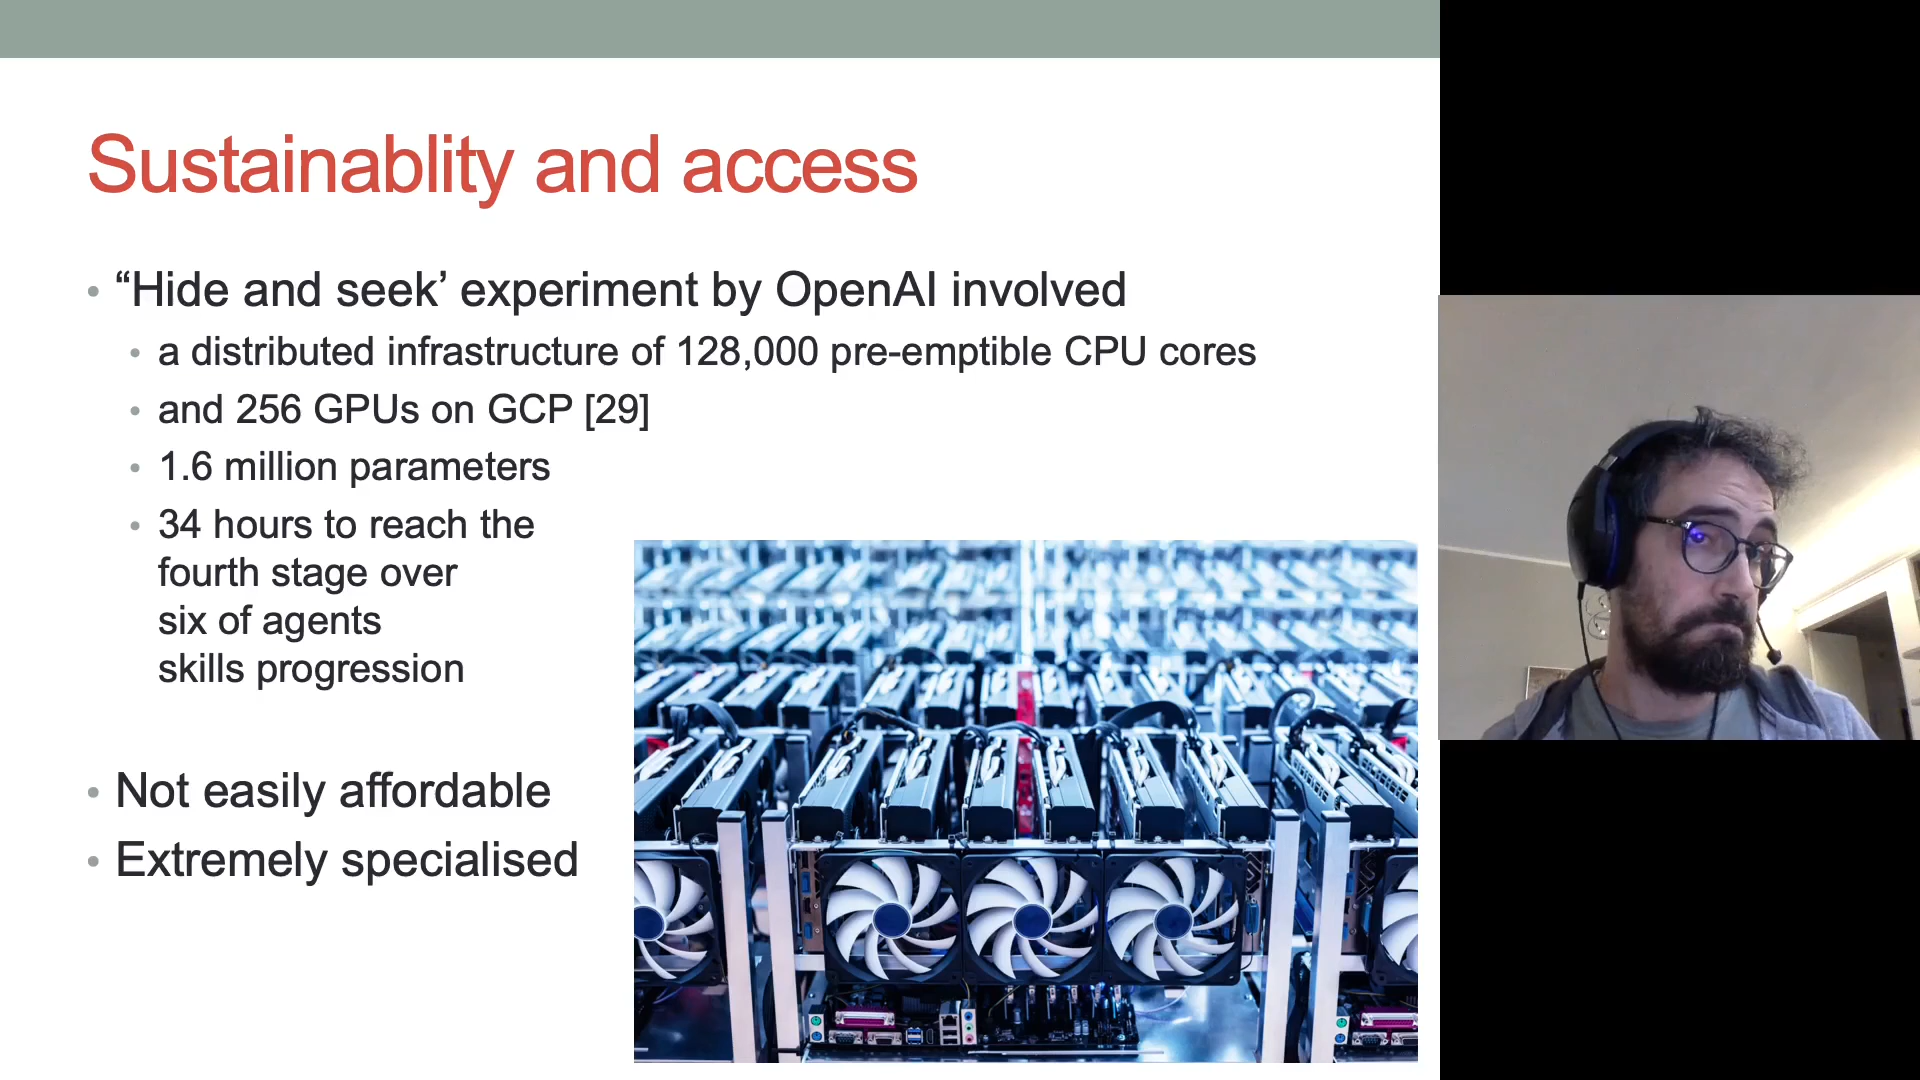 Sustainablity and access
• “Hide and seek’ experiment by OpenAI involved
• a distributed infrastructure of 128,000 pre-emptible CPU cores
• and 256 GPUs on GCP [29]
• 1.6 million parameters
• 34 hours to reach the
fourth stage over
six of agents
skills progression
• Not easily affordable
• Extremely specialised